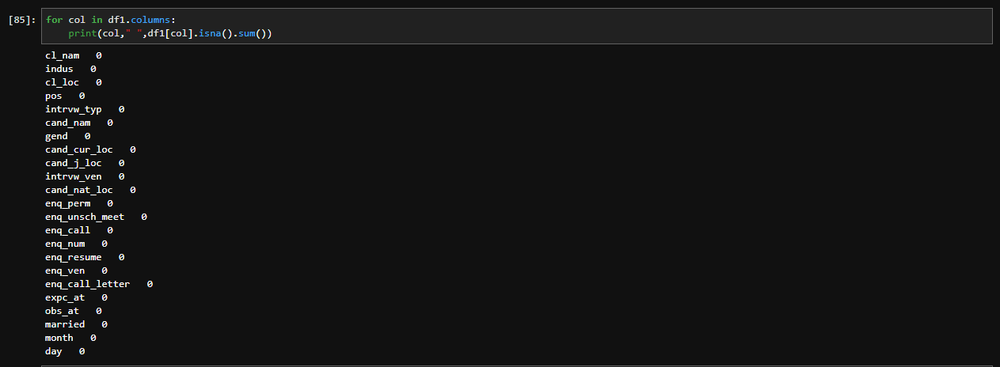 [85]: for col in df1.columns:
    print(col," ",df1[col].isna().sum())
cl_nam   0
indus   0
cl_loc   0
pos   0
intrvw_typ   0
cand_nam   0
gend   0
cand_cur_loc   0
cand_j_loc   0
intrvw_ven   0
cand_nat_loc   0
enq_perm   0
enq_unsch_meet   0
enq_call   0
enq_num   0
enq_resume   0
enq_ven   0
enq_call_letter   0
expc_at   0
obs_at   0
married   0
month   0
day   0